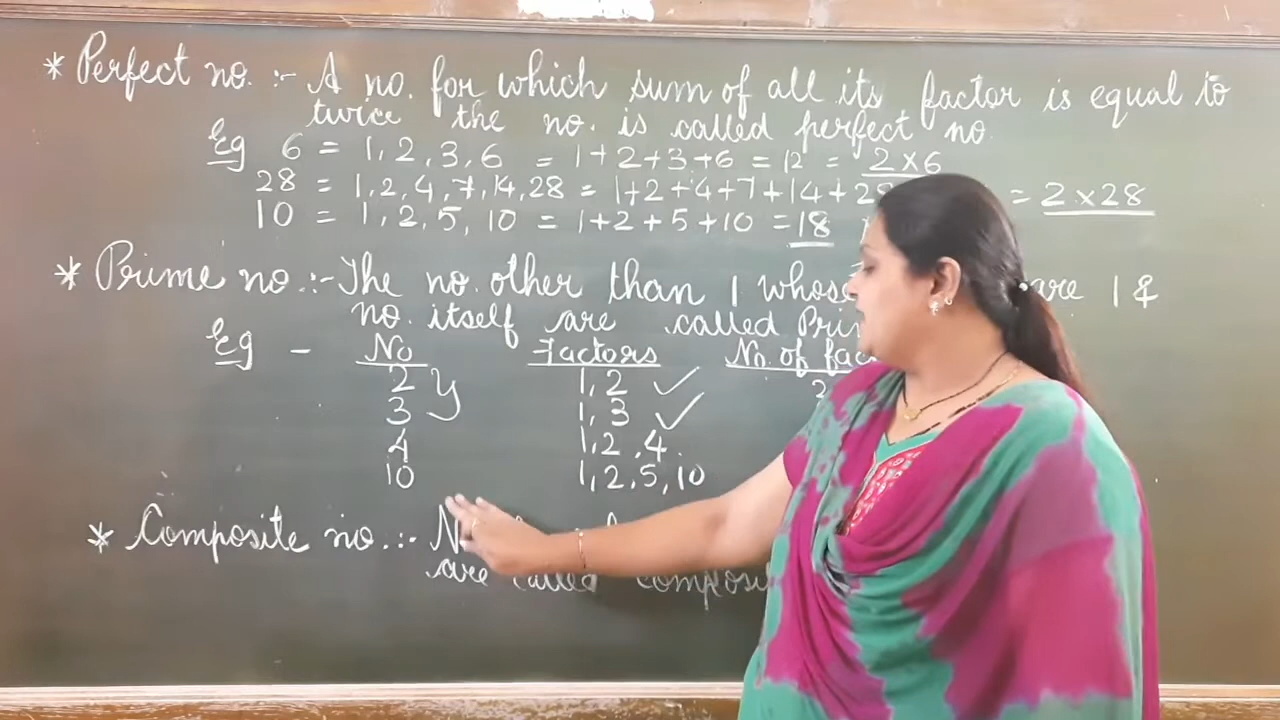 * Perfect no. :- A no. for which sum of all its factor is equal to
twice the no. is called perfect no.
Eg 6 = 1, 2, 3, 6 = 1+2+3+6 = 12 = 2×6
28 = 1, 2, 4, 7, 14, 28 = 1+2+4+7+14+28 = 2×28
10 = 1, 2, 5, 10 = 1+2+5+10 = 18
* Prime no. :- The no. other than 1 whose are 1 &
no. itself are called
Eg - No Factors No. of
2 1, 2 ✓ 2
3 1, 3 ✓
4 1, 2, 4.
10 1, 2, 5, 10
* Composite no. :-
are called